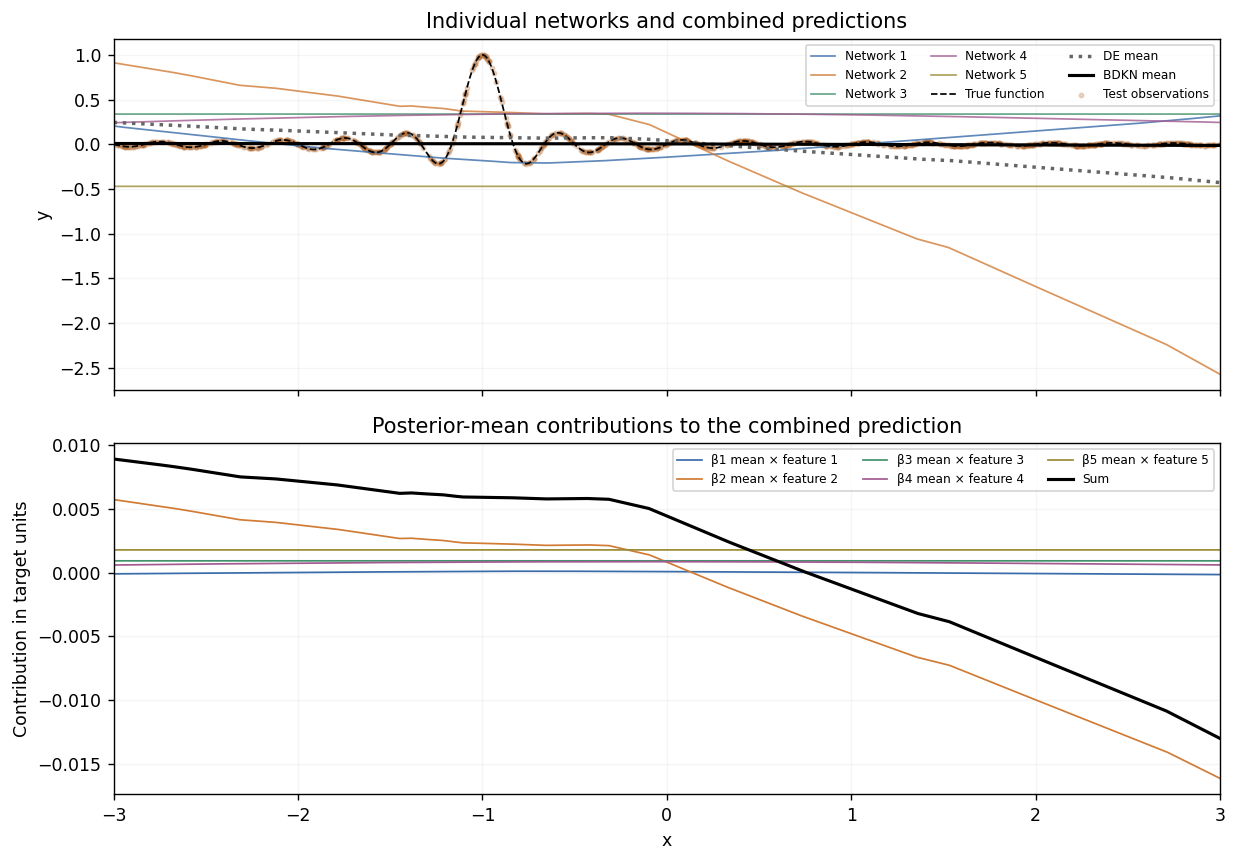 Individual networks and combined predictions
Network 1
Network 2
Network 3
Network 4
Network 5
True function
DE mean
BDKN mean
Test observations
1.0
0.5
0.0
−0.5
−1.0
−1.5
−2.0
−2.5
y
Posterior-mean contributions to the combined prediction
β1 mean × feature 1
β2 mean × feature 2
β3 mean × feature 3
β4 mean × feature 4
β5 mean × feature 5
Sum
0.010
0.005
0.000
−0.005
−0.010
−0.015
Contribution in target units
−3
−2
−1
0
1
2
3
x